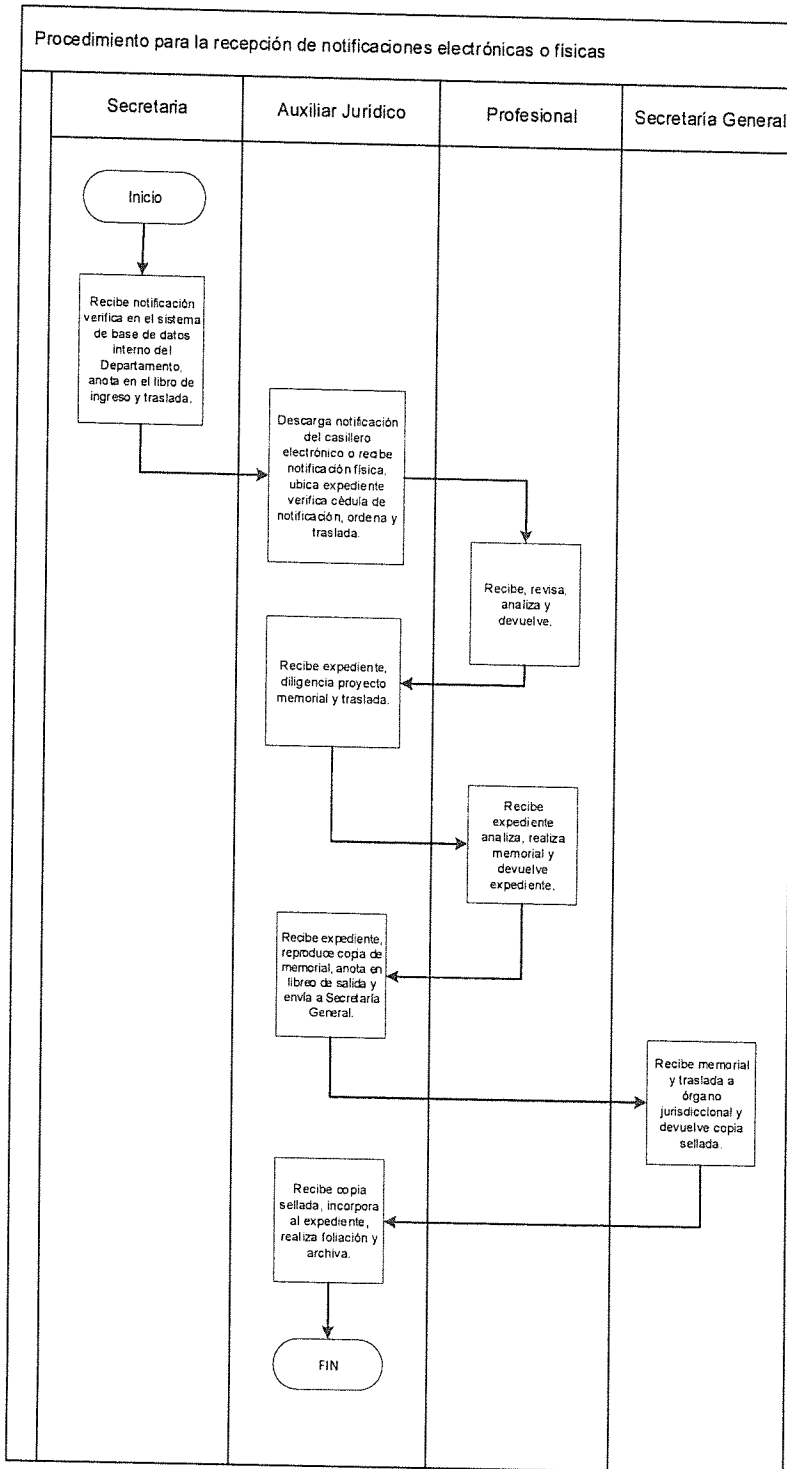 Procedimiento para la recepción de notificaciones electrónicas o físicas
Secretaria
Auxiliar Jurídico
Profesional
Secretaría General
Inicio
Recibe notificación
verifica en el sistema
de base de datos
interno del
Departamento,
anota en el libro de
ingreso y traslada.
Descarga notificación
del casillero
electrónico o recibe
notificación física,
ubica expediente
verifica cédula de
notificación, ordena y
traslada.
Recibe, revisa,
analiza y
devuelve.
Recibe expediente,
diligencia proyecto
memorial y traslada.
Recibe
expediente
analiza, realiza
memorial y
devuelve
expediente.
Recibe expediente,
reproduce copia de
memorial, anota en
libreo de salida y
envía a Secretaría
General.
Recibe memorial
y traslada a
órgano
jurisdiccional y
devuelve copia
sellada.
Recibe copia
sellada, incorpora
al expediente,
realiza foliación y
archiva.
FIN